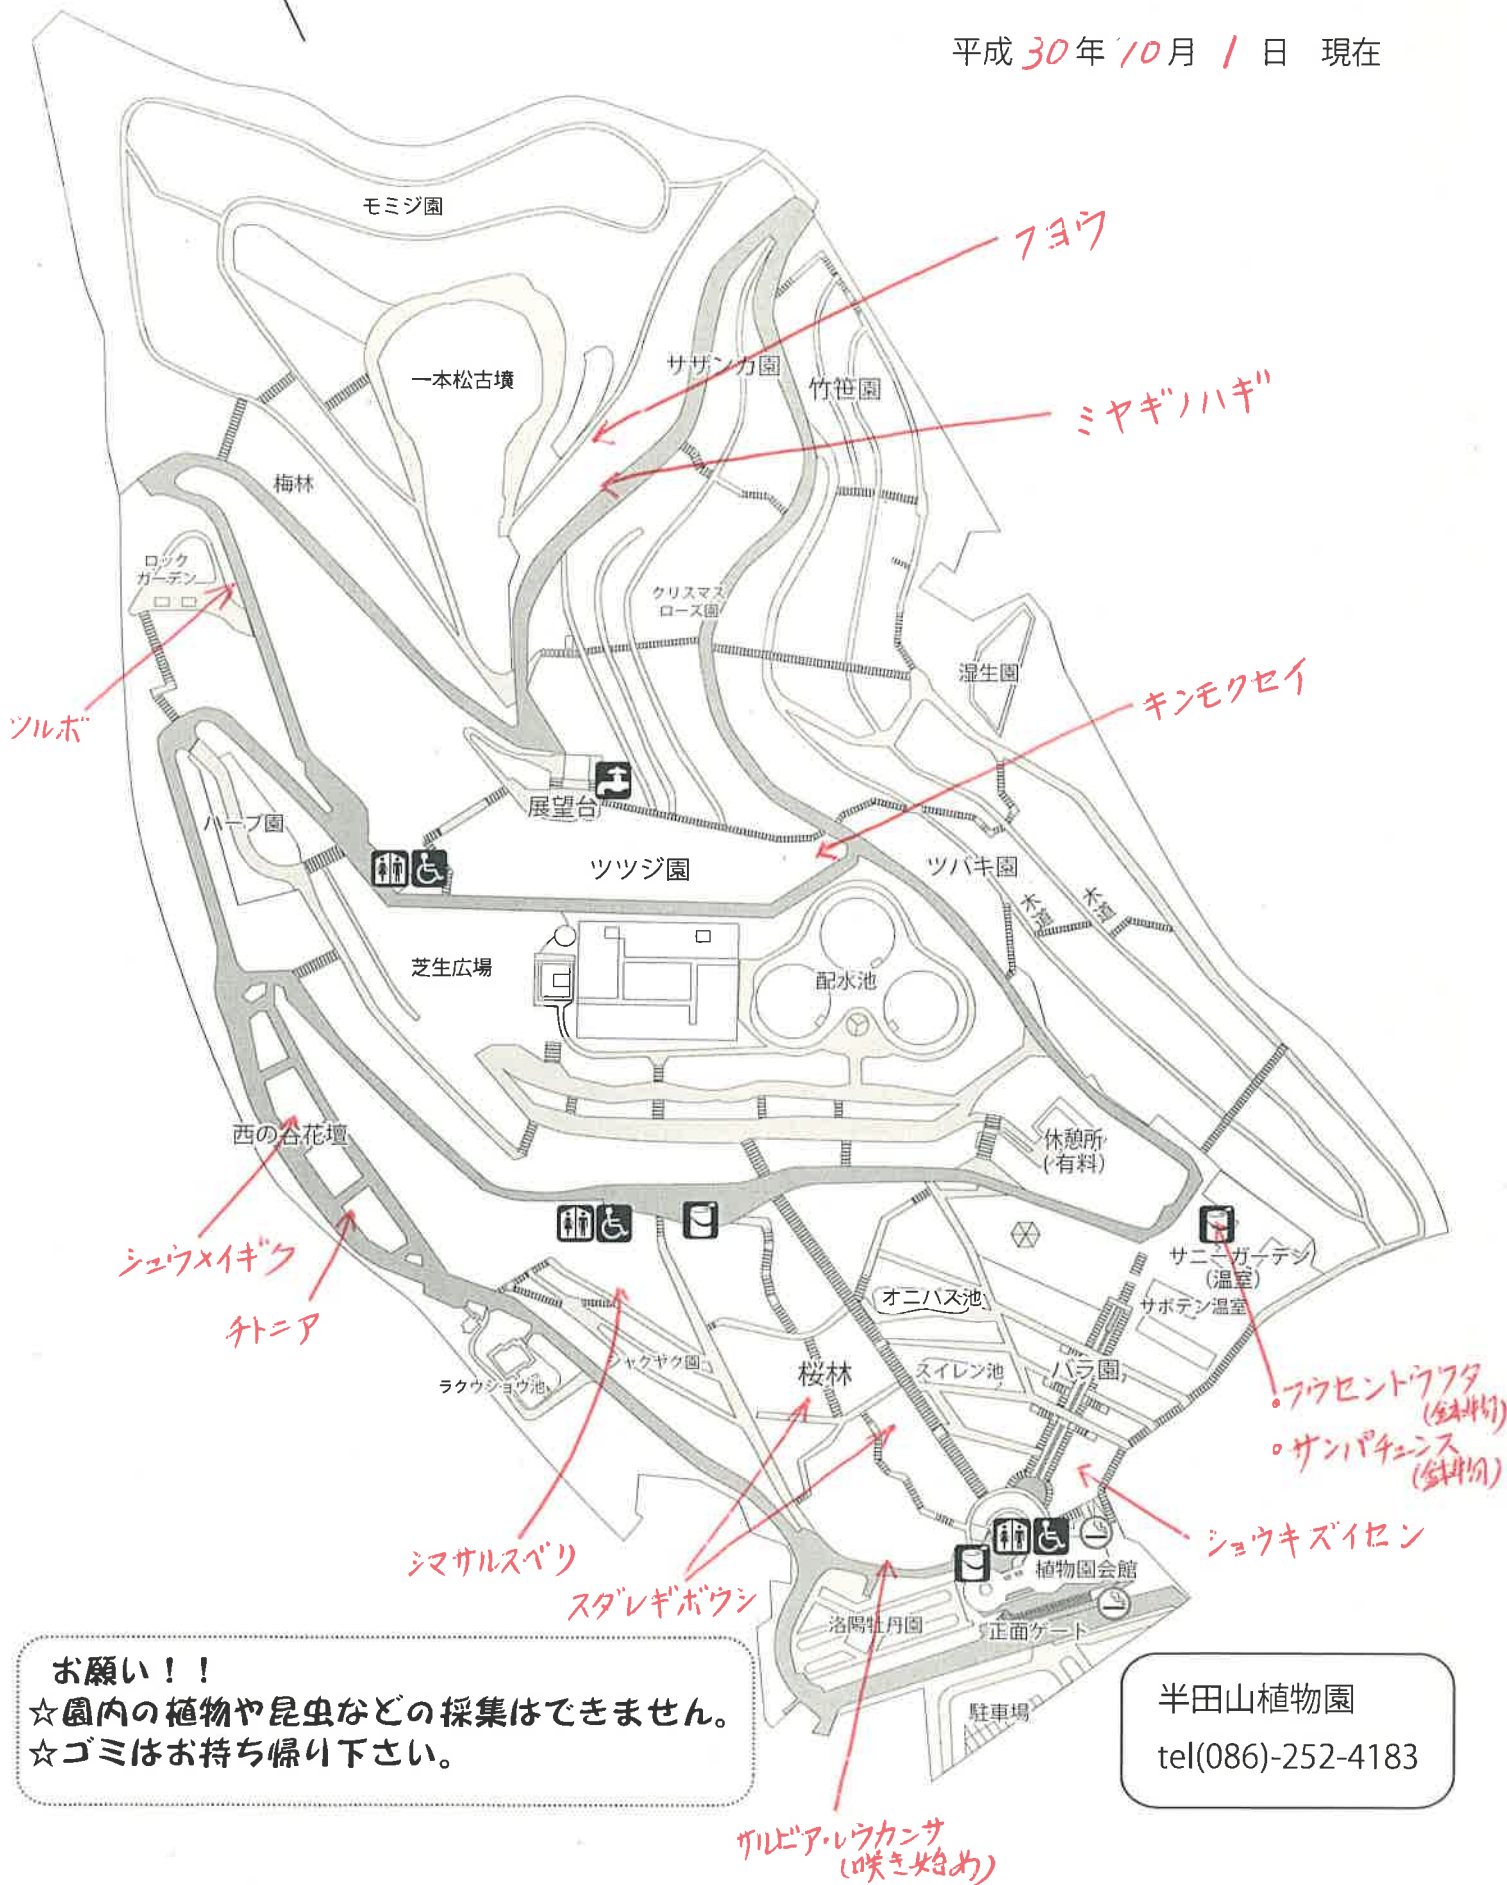 平成 30 年 10 月 1 日 現在
モミジ園
フヨウ
サザンカ園
一本松古墳
竹笹園
ミヤギノハギ
梅林
ロック
ガーデン
クリスマス
ローズ園
湿生園
キンモクセイ
ツルボ
展望台
ハーブ園
ツツジ園
ツバキ園
木道
木道
芝生広場
配水池
西の谷花壇
休憩所
(有料)
シュウメイギク
サニーガーデン
(温室)
オニバス池
サボテン温室
チトニア
シャクヤク園
桜林
スイレン池
バラ園
ラクウショウ池
・フウセントウワタ
(鉢物)
・サンパチェンス
(鉢物)
ショウキズイセン
シマサルスベリ
スダレギボウシ
植物園会館
洛陽牡丹園
正面ゲート
お願い！！
☆園内の植物や昆虫などの採集はできません。
☆ゴミはお持ち帰り下さい。
駐車場
半田山植物園
tel(086)-252-4183
サルビア・レウカンサ
(咲き始め)